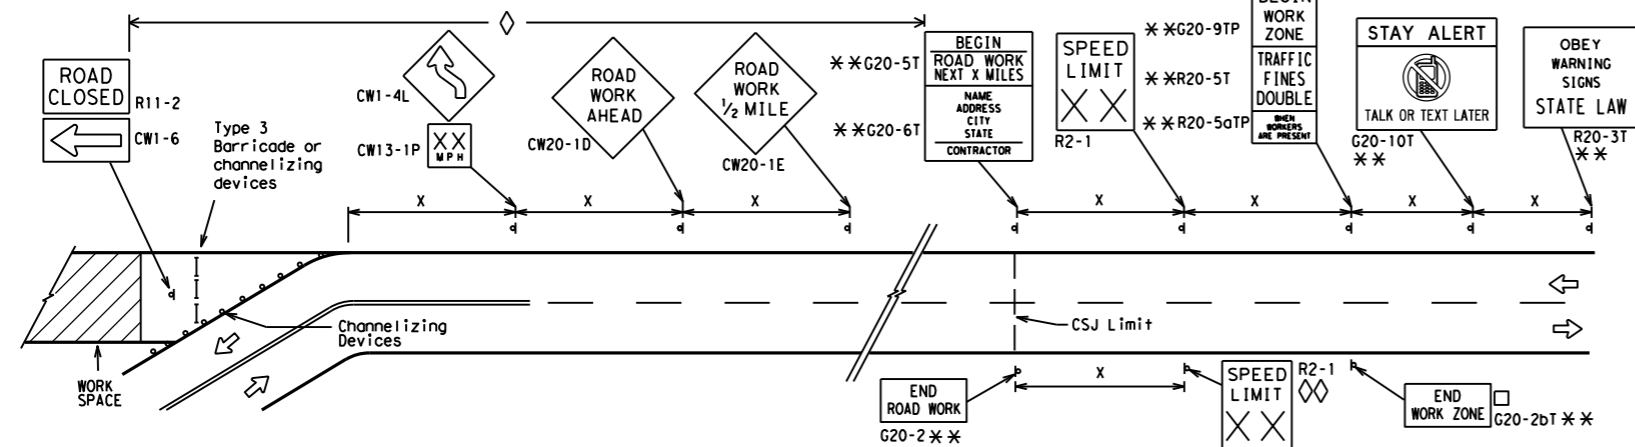 ROAD
CLOSED
R11-2
CW1-6
Type 3
Barricade or
channelizing
devices
CW1-4L
XX
MPH
CW13-1P
ROAD
WORK
AHEAD
CW20-1D
ROAD
WORK
1/2 MILE
CW20-1E
**G20-5T
BEGIN
ROAD WORK
NEXT X MILES
**G20-6T
NAME
ADDRESS
CITY
STATE
CONTRACTOR
SPEED
LIMIT
XX
R2-1
**G20-9TP
BEGIN
WORK
ZONE
**R20-5T
TRAFFIC
FINES
DOUBLE
**R20-5aTP
WHEN
WORKERS
ARE PRESENT
STAY ALERT
TALK OR TEXT LATER
G20-10T
**
OBEY
WARNING
SIGNS
STATE LAW
R20-3T
**
X
X
X
X
X
X
X
Channelizing
Devices
WORK
SPACE
CSJ Limit
END
ROAD WORK
G20-2**
X
SPEED
LIMIT
XX
R2-1
END
WORK ZONE
G20-2bT**